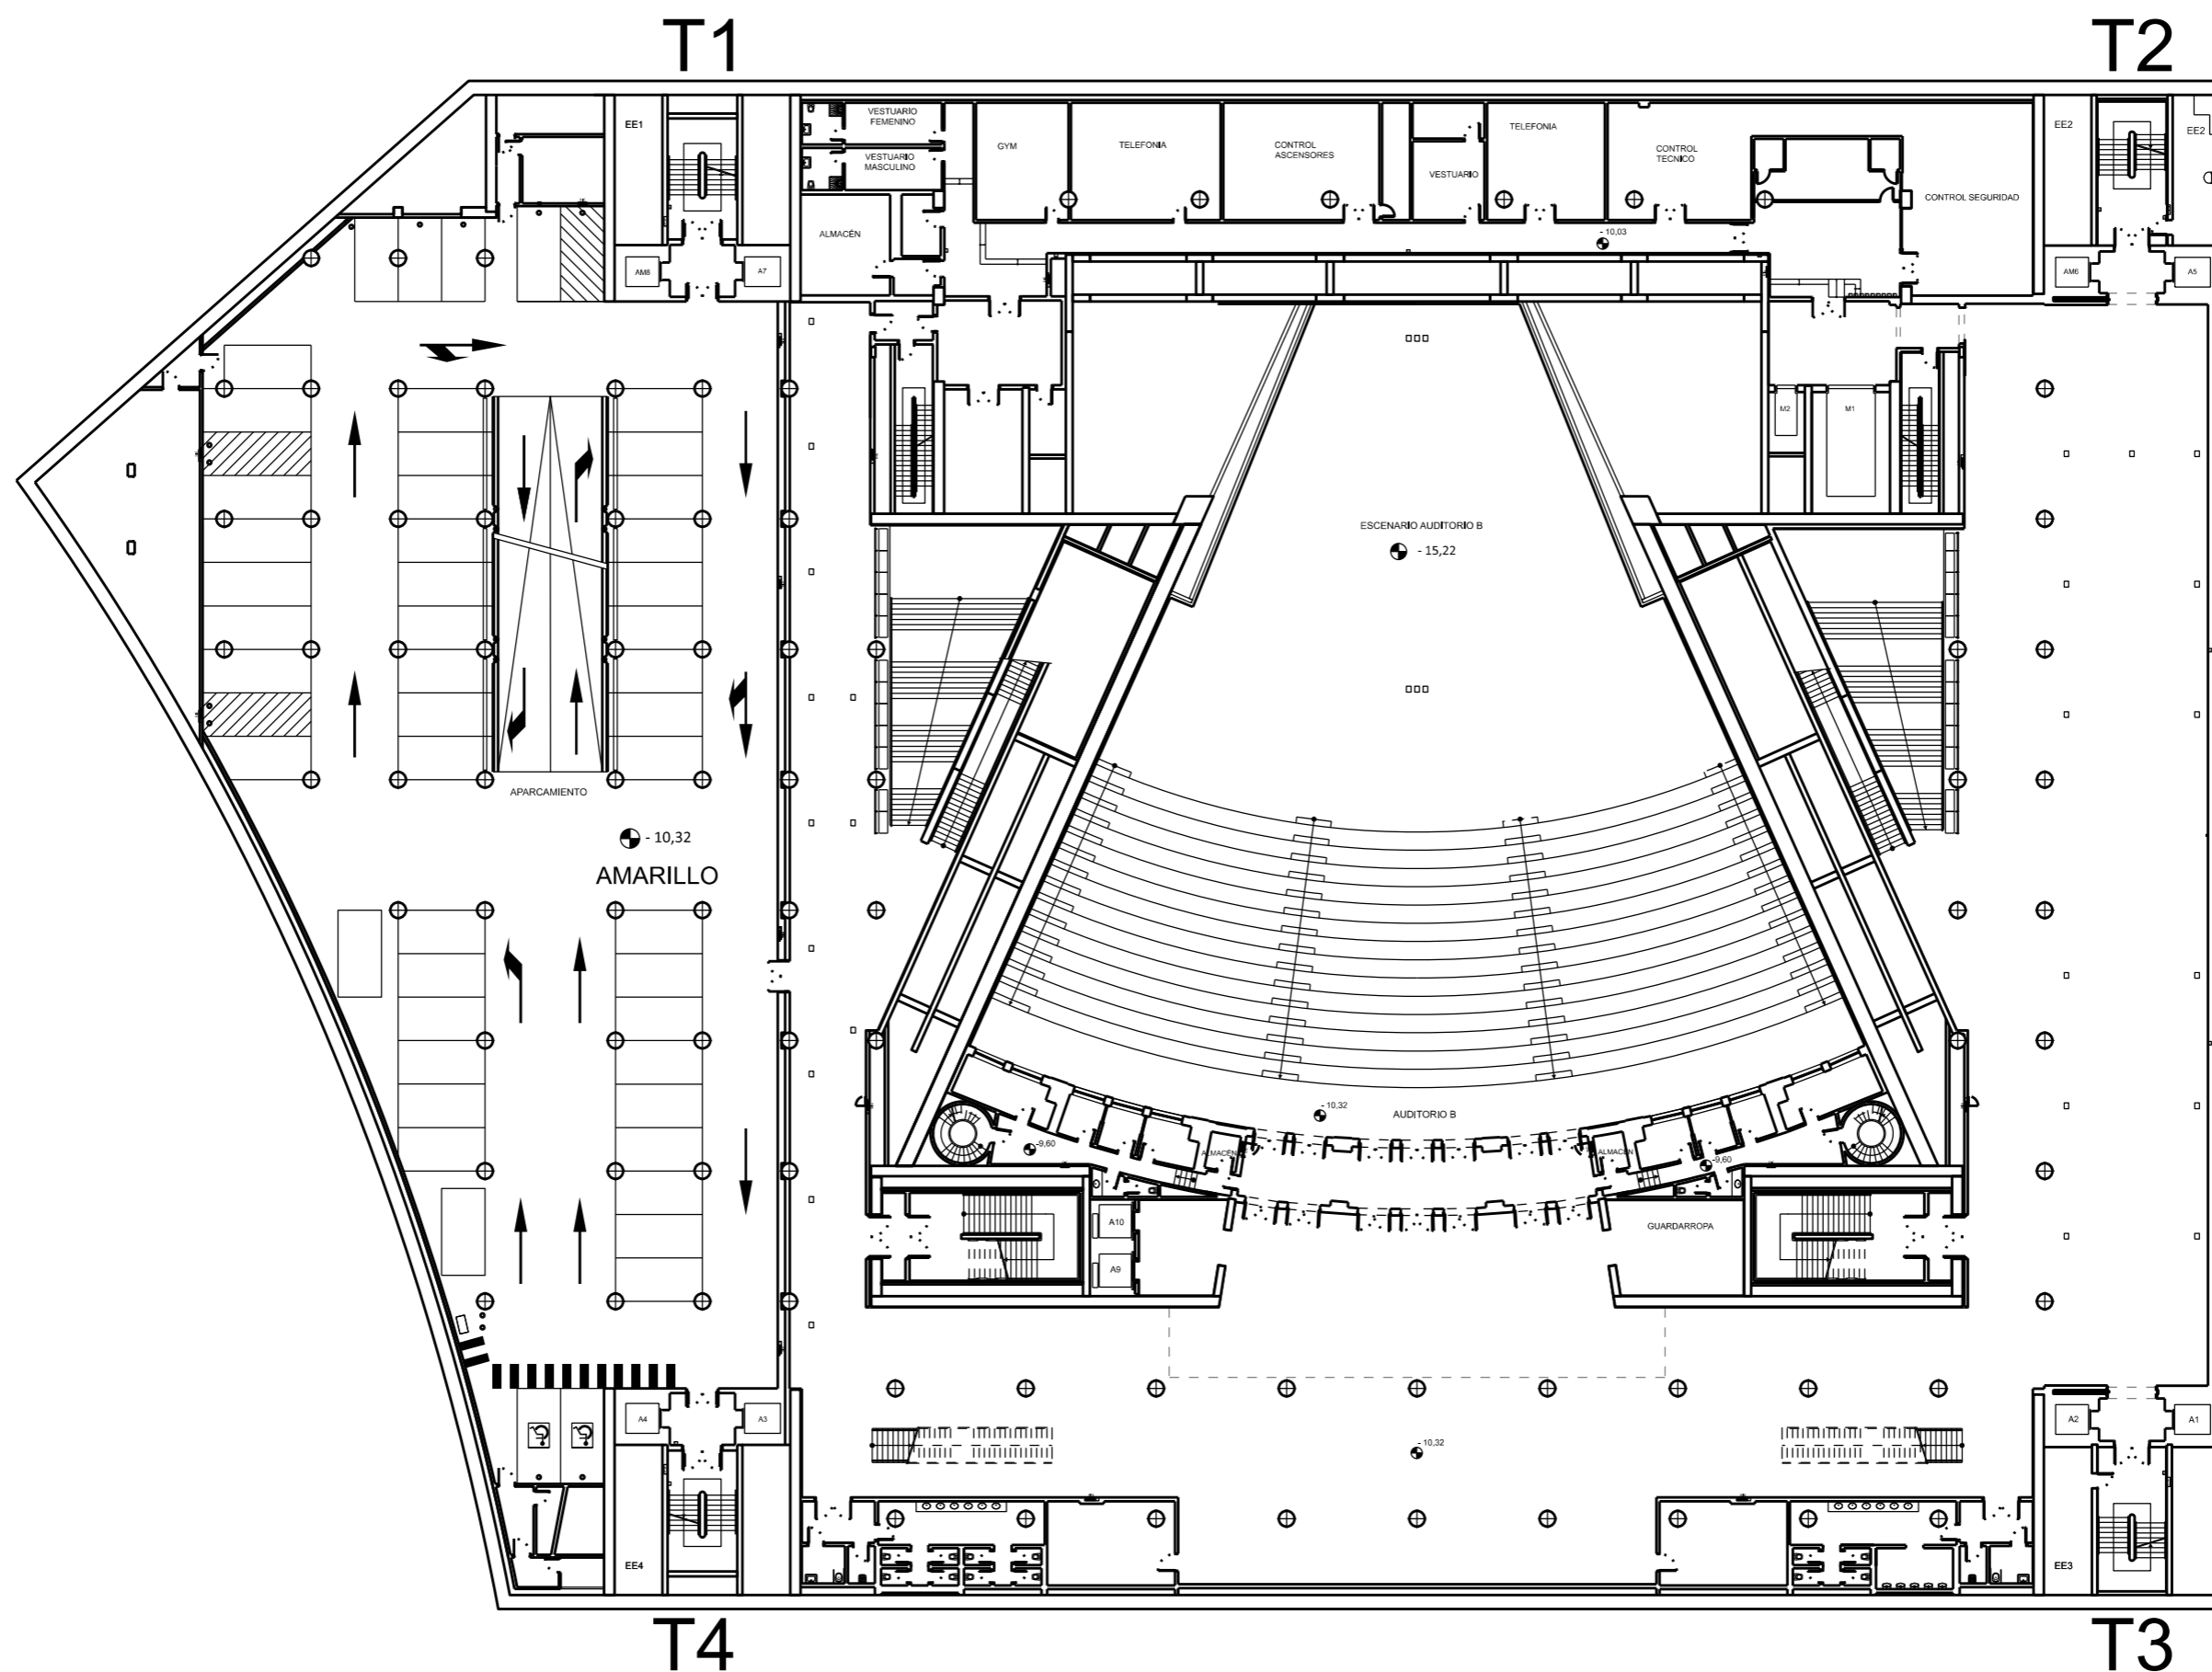 T1
T2
EE1
VESTUARIO
FEMENINO
VESTUARIO
MASCULINO
GYM
TELEFONIA
CONTROL
ASCENSORES
VESTUARIO
TELEFONIA
CONTROL
TECNICO
CONTROL SEGURIDAD
EE2
EE2
ALMACÉN
- 10,03
AM8
A7
AM6
A5
M2
M1
ESCENARIO AUDITORIO B
- 15,22
APARCAMIENTO
- 10,32
AMARILLO
- 10,32
AUDITORIO B
-9,60
ALMACÉN
ALMACÉN
-9,60
A10
GUARDARROPA
A9
A4
A3
A2
A1
- 10,32
EE4
EE3
T4
T3